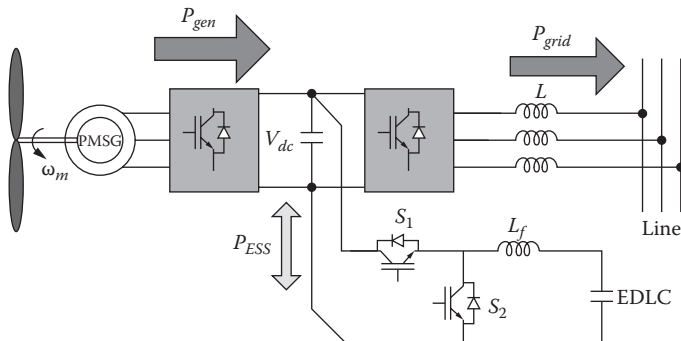 P_gen
P_grid
L
PMSG
V_dc
ω_m
P_ESS
S_1
L_f
Line
S_2
EDLC